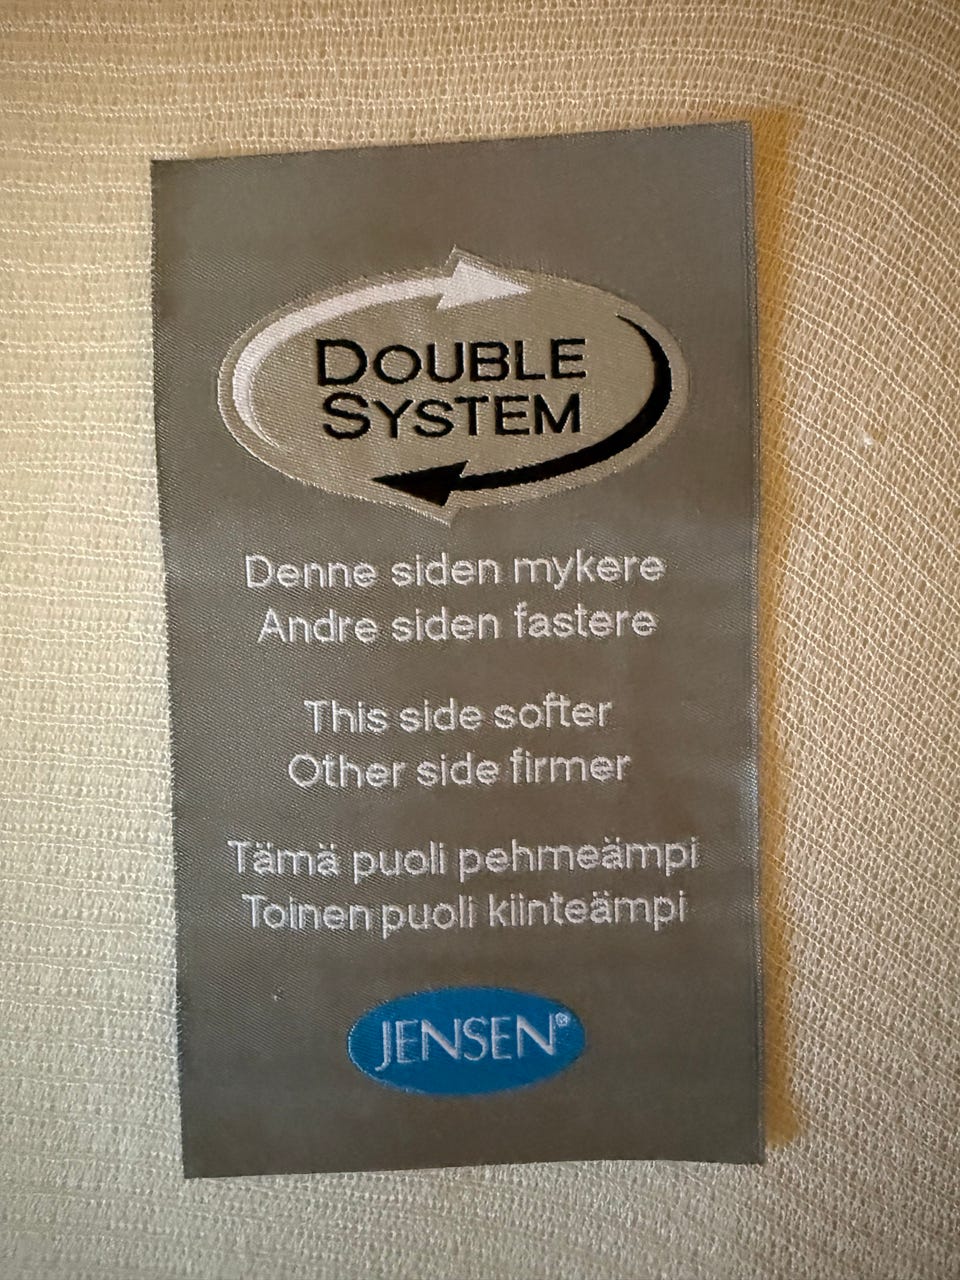 DOUBLE
SYSTEM
Denne siden mykere
Andre siden fastere
This side softer
Other side firmer
Tämä puoli pehmeämpi
Toinen puoli kiinteämpi
JENSEN®